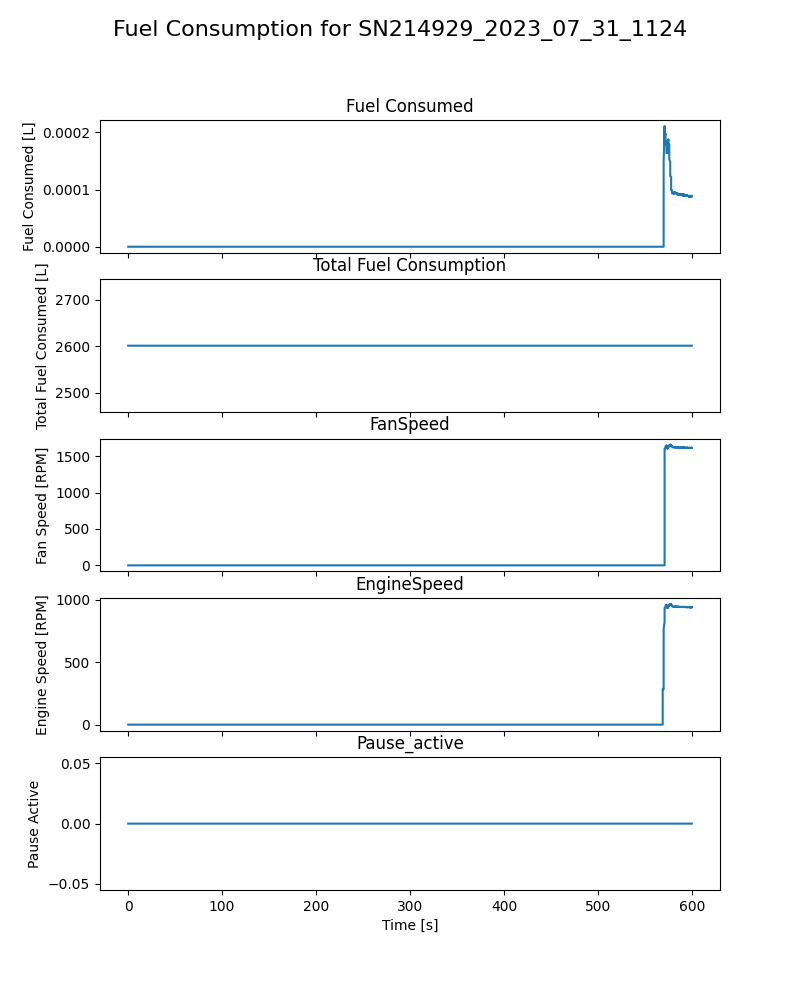 Fuel Consumption for SN214929_2023_07_31_1124
Fuel Consumed
Fuel Consumed [L]
0.0002
0.0001
0.0000
Total Fuel Consumption
Total Fuel Consumed [L]
2700
2600
2500
FanSpeed
Fan Speed [RPM]
1500
1000
500
0
EngineSpeed
Engine Speed [RPM]
1000
500
0
Pause_active
Pause Active
0.05
0.00
−0.05
0 100 200 300 400 500 600
Time [s]